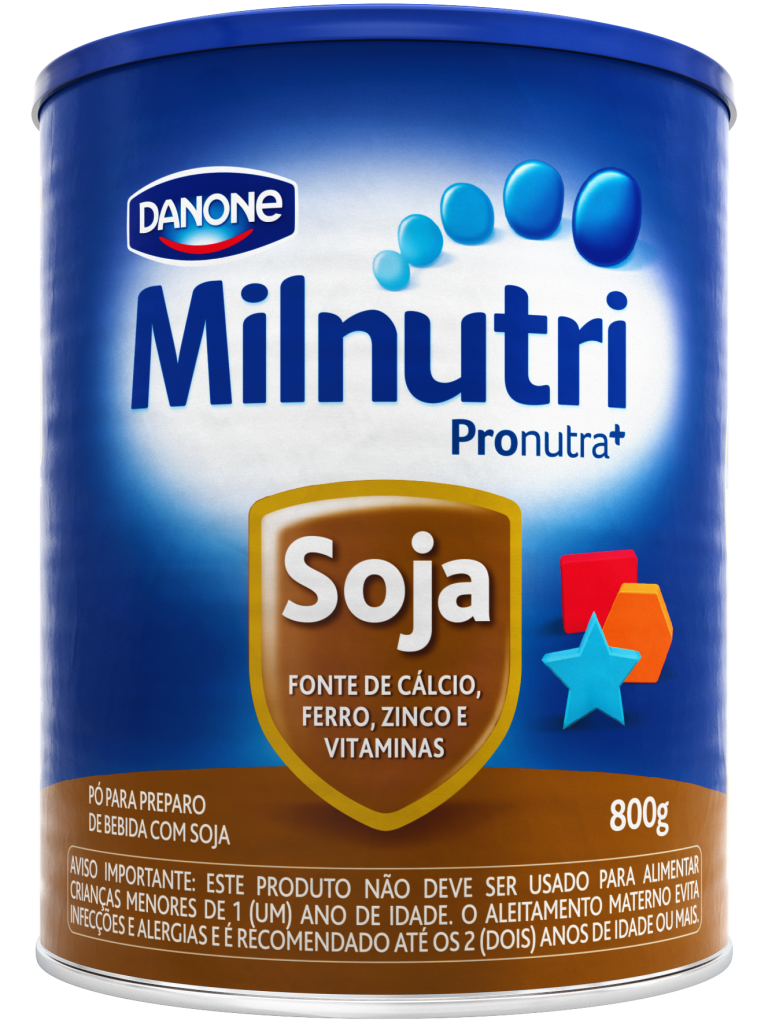 DANONE
Milnutri
Pronutra+
Soja
FONTE DE CÁLCIO,
FERRO, ZINCO E
VITAMINAS
PÓ PARA PREPARO
DE BEBIDA COM SOJA
800g
AVISO IMPORTANTE: ESTE PRODUTO NÃO DEVE SER USADO PARA ALIMENTAR
CRIANÇAS MENORES DE 1 (UM) ANO DE IDADE. O ALEITAMENTO MATERNO EVITA
INFECÇÕES E ALERGIAS E É RECOMENDADO ATÉ OS 2 (DOIS) ANOS DE IDADE OU MAIS.